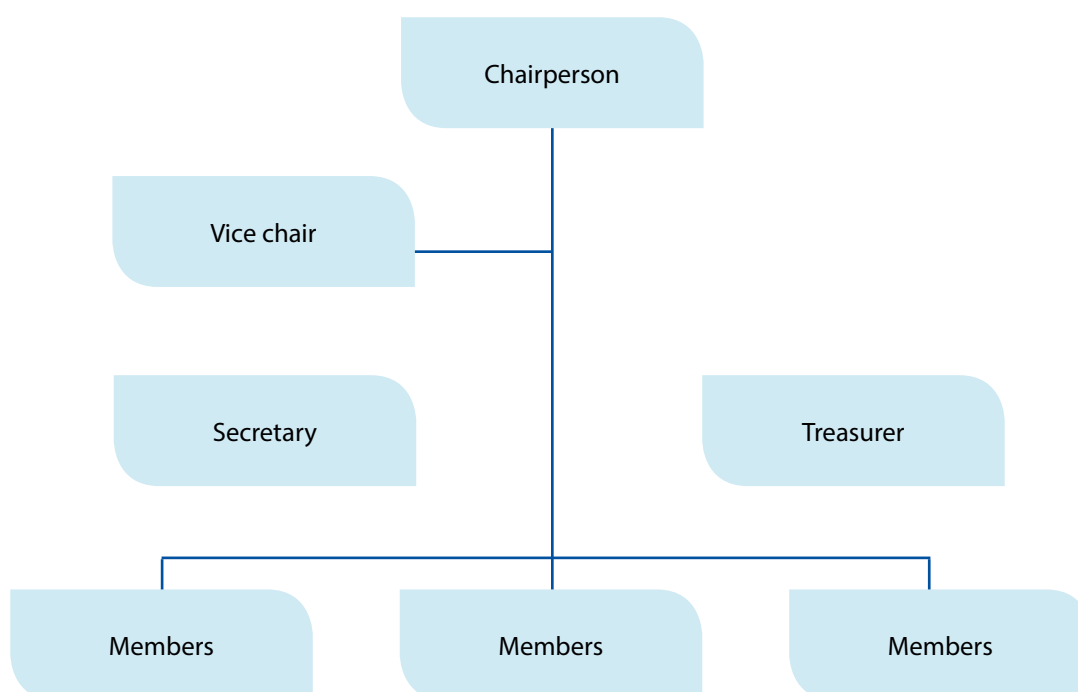 Chairperson
Vice chair
Secretary
Treasurer
Members
Members
Members